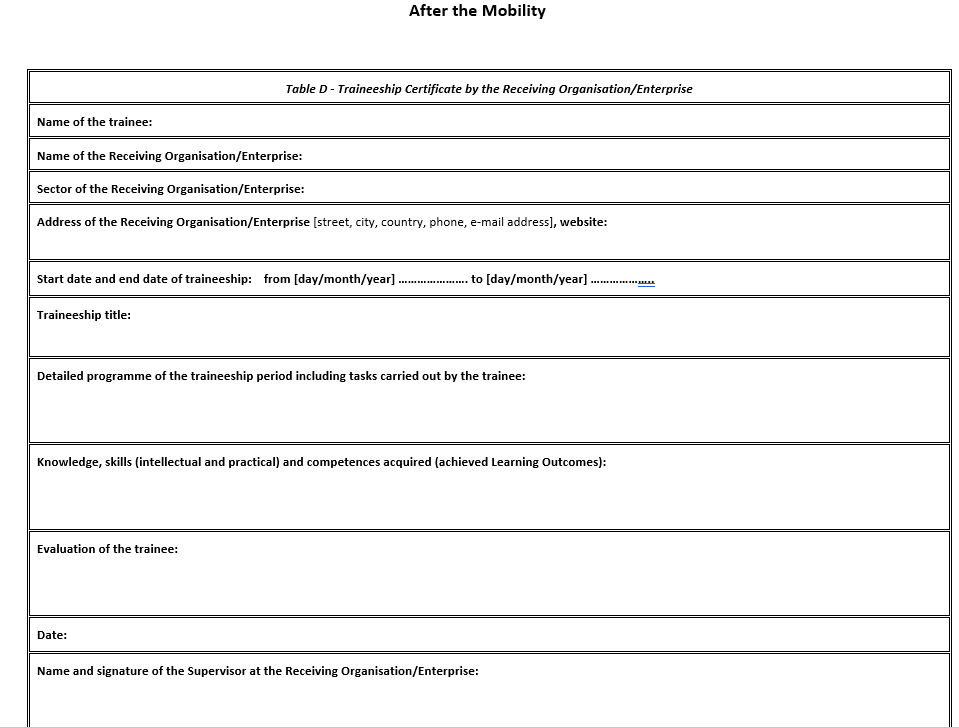 After the Mobility
Table D - Traineeship Certificate by the Receiving Organisation/Enterprise
Name of the trainee:
Name of the Receiving Organisation/Enterprise:
Sector of the Receiving Organisation/Enterprise:
Address of the Receiving Organisation/Enterprise [street, city, country, phone, e-mail address], website:
Start date and end date of traineeship:   from [day/month/year] …………………. to [day/month/year] ………………..
Traineeship title:
Detailed programme of the traineeship period including tasks carried out by the trainee:
Knowledge, skills (intellectual and practical) and competences acquired (achieved Learning Outcomes):
Evaluation of the trainee:
Date:
Name and signature of the Supervisor at the Receiving Organisation/Enterprise: